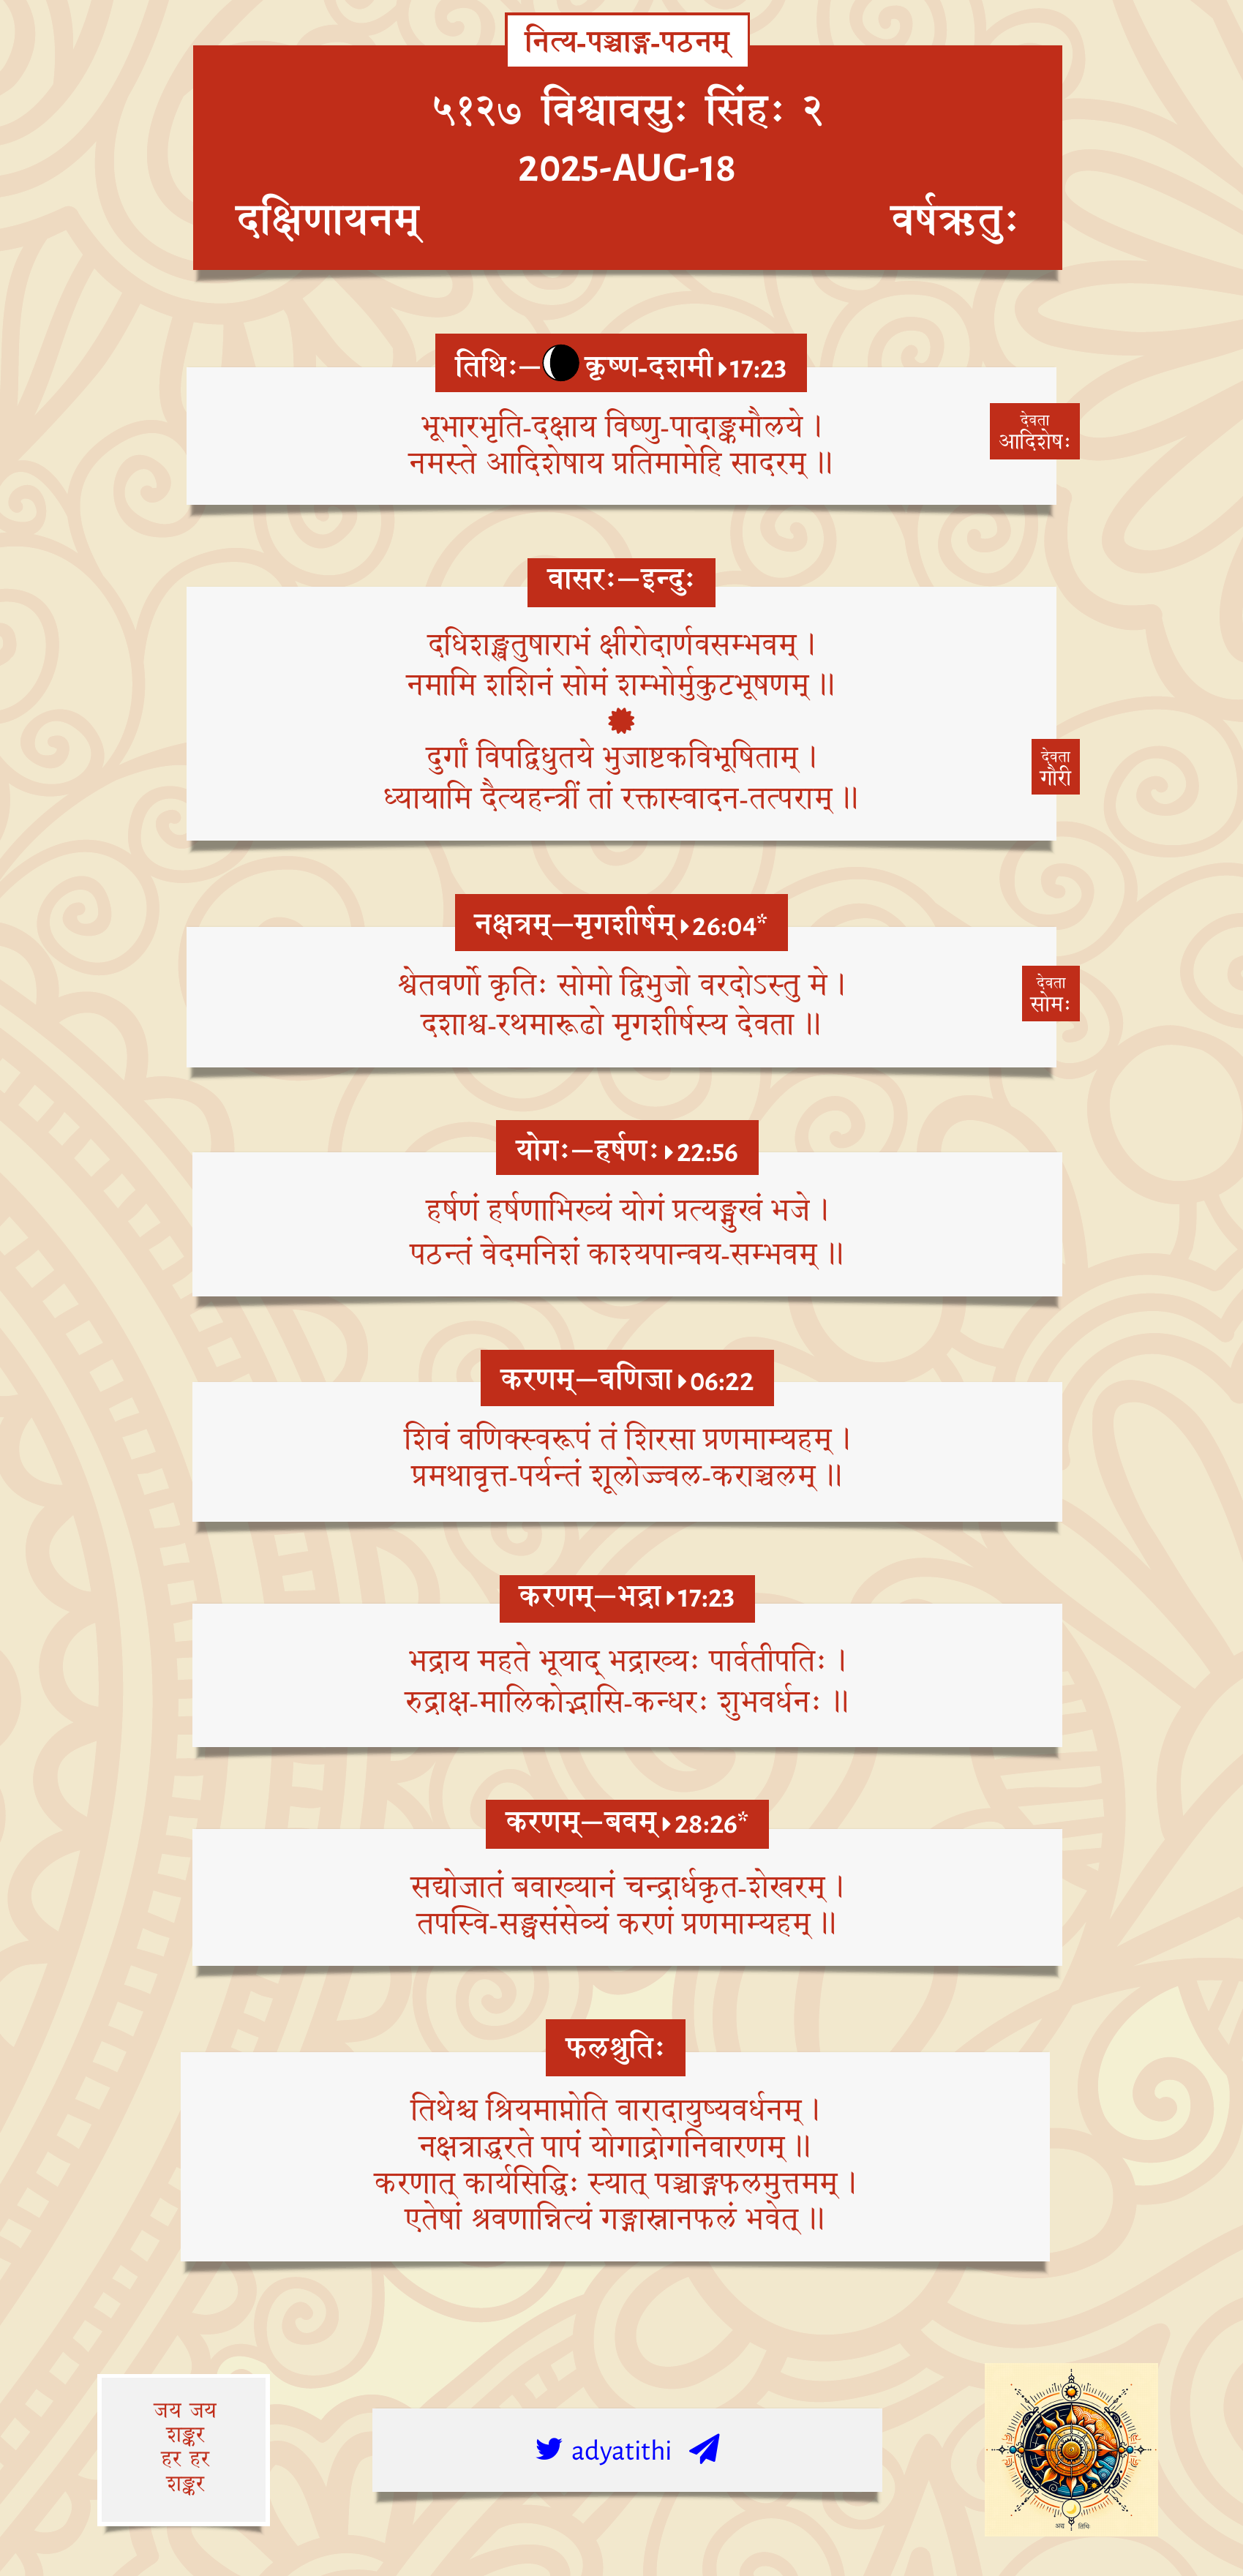 नित्य-पञ्चाङ्ग-पठनम्
५१२७ विश्वावसुः सिंहः २
2025-AUG-18
दक्षिणायनम् वर्षऋतुः
तिथिः—कृष्ण-दशमी 17:23
भूभारभृति-दक्षाय विष्णु-पादाङ्कमौलये ।
नमस्ते आदिशेषाय प्रतिमामेहि सादरम् ॥
देवता
आदिशेषः
वासरः—इन्दुः
दधिशङ्खतुषाराभं क्षीरोदार्णवसम्भवम् ।
नमामि शशिनं सोमं शम्भोर्मुकुटभूषणम् ॥
दुर्गां विपद्विधुतये भुजाष्टकविभूषिताम् ।
ध्यायामि दैत्यहन्त्रीं तां रक्तास्वादन-तत्पराम् ॥
देवता
गौरी
नक्षत्रम्—मृगशीर्षम् 26:04*
श्वेतवर्णो कृतिः सोमो द्विभुजो वरदोऽस्तु मे ।
दशाश्व-रथमारूढो मृगशीर्षस्य देवता ॥
देवता
सोमः
योगः—हर्षणः 22:56
हर्षणं हर्षणाभिख्यं योगं प्रत्यङ्मुखं भजे ।
पठन्तं वेदमनिशं काश्यपान्वय-सम्भवम् ॥
करणम्—वणिजा 06:22
शिवं वणिक्स्वरूपं तं शिरसा प्रणमाम्यहम् ।
प्रमथावृत्त-पर्यन्तं शूलोज्ज्वल-कराञ्चलम् ॥
करणम्—भद्रा 17:23
भद्राय महते भूयाद् भद्राख्यः पार्वतीपतिः ।
रुद्राक्ष-मालिकोद्भासि-कन्धरः शुभवर्धनः ॥
करणम्—बवम् 28:26*
सद्योजातं बवाख्यानं चन्द्रार्धकृत-शेखरम् ।
तपस्वि-सङ्घसंसेव्यं करणं प्रणमाम्यहम् ॥
फलश्रुतिः
तिथेश्च श्रियमाप्नोति वारादायुष्यवर्धनम् ।
नक्षत्राद्धरते पापं योगाद्रोगनिवारणम् ॥
करणात् कार्यसिद्धिः स्यात् पञ्चाङ्गफलमुत्तमम् ।
एतेषां श्रवणान्नित्यं गङ्गास्नानफलं भवेत् ॥
जय जय
शङ्कर
हर हर
शङ्कर
adyatithi
अद्य तिथि